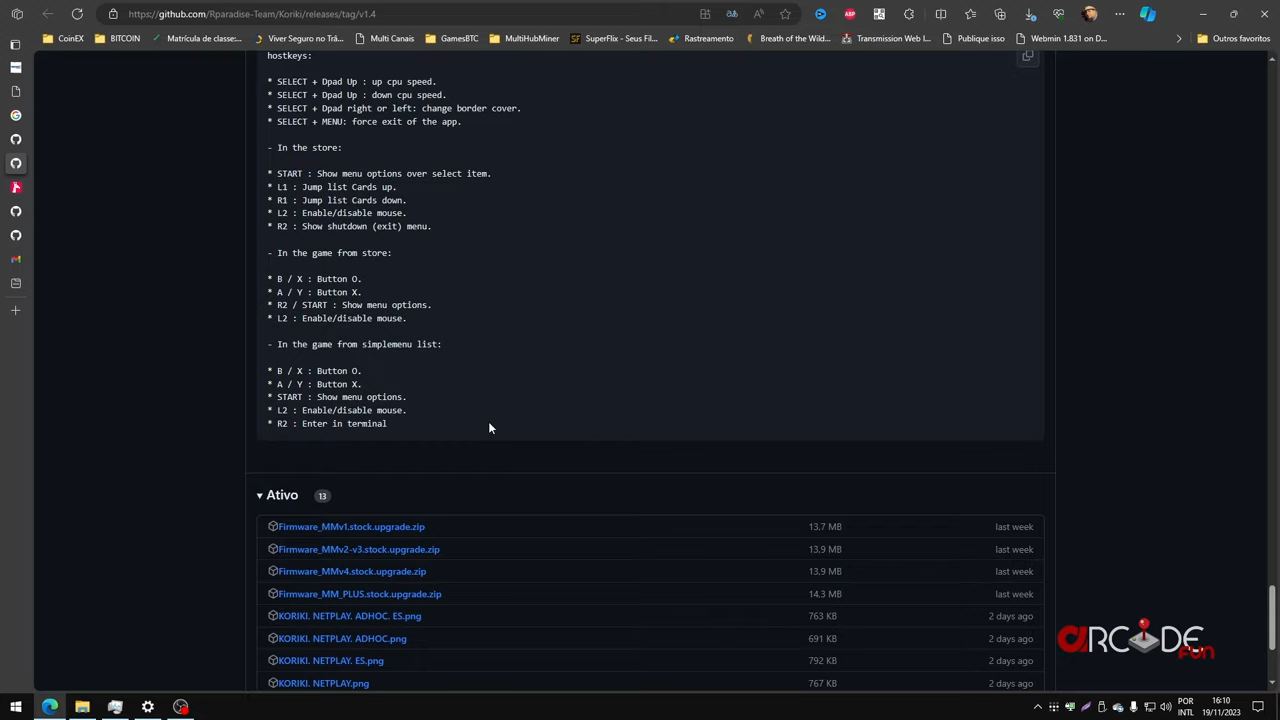 https://github.com/Rparadise-Team/Koriki/releases/tag/v1.4
CoinEX
BITCOIN
Matrícula de classe:...
Viver Seguro no Trâ...
Multi Canais
GamesBTC
MultiHubMiner
SuperFlix - Seus Fil...
Rastreamento
Breath of the Wild...
Transmission Web I...
Publique isso
Webmin 1.831 on D...
Outros favoritos
hostkeys:
* SELECT + Dpad Up : up cpu speed.
* SELECT + Dpad Up : down cpu speed.
* SELECT + Dpad right or left: change border cover.
* SELECT + MENU: force exit of the app.
- In the store:
* START : Show menu options over select item.
* L1 : Jump list Cards up.
* R1 : Jump list Cards down.
* L2 : Enable/disable mouse.
* R2 : Show shutdown (exit) menu.
- In the game from store:
* B / X : Button O.
* A / Y : Button X.
* R2 / START : Show menu options.
* L2 : Enable/disable mouse.
- In the game from simplemenu list:
* B / X : Button O.
* A / Y : Button X.
* START : Show menu options.
* L2 : Enable/disable mouse.
* R2 : Enter in terminal
Ativo 13
Firmware_MMv1.stock.upgrade.zip 13,7 MB last week
Firmware_MMv2-v3.stock.upgrade.zip 13,9 MB last week
Firmware_MMv4.stock.upgrade.zip 13,9 MB last week
Firmware_MM_PLUS.stock.upgrade.zip 14,3 MB last week
KORIKI. NETPLAY. ADHOC. ES.png 763 KB 2 days ago
KORIKI. NETPLAY. ADHOC.png 691 KB 2 days ago
KORIKI. NETPLAY. ES.png 792 KB 2 days ago
KORIKI. NETPLAY.png 767 KB 2 days ago
ARCADE
fun
POR
INTL
16:10
19/11/2023